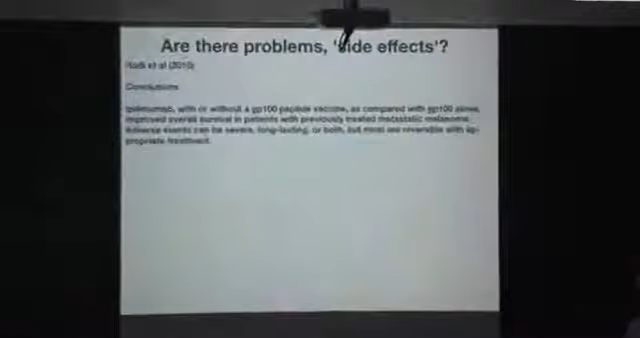 Are there problems, 'side effects'?
Hodi et al (2010)
Conclusions
Ipilimumab, with or without a gp100 peptide vaccine, as compared with gp100 alone,
improved overall survival in patients with previously treated metastatic melanoma.
Adverse events can be severe, long-lasting, or both, but most are reversible with ap-
propriate treatment.